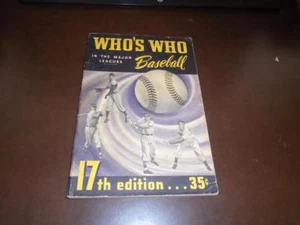 WHO'S WHO
IN THE MAJOR
LEAGUES
Baseball
17th edition...35¢